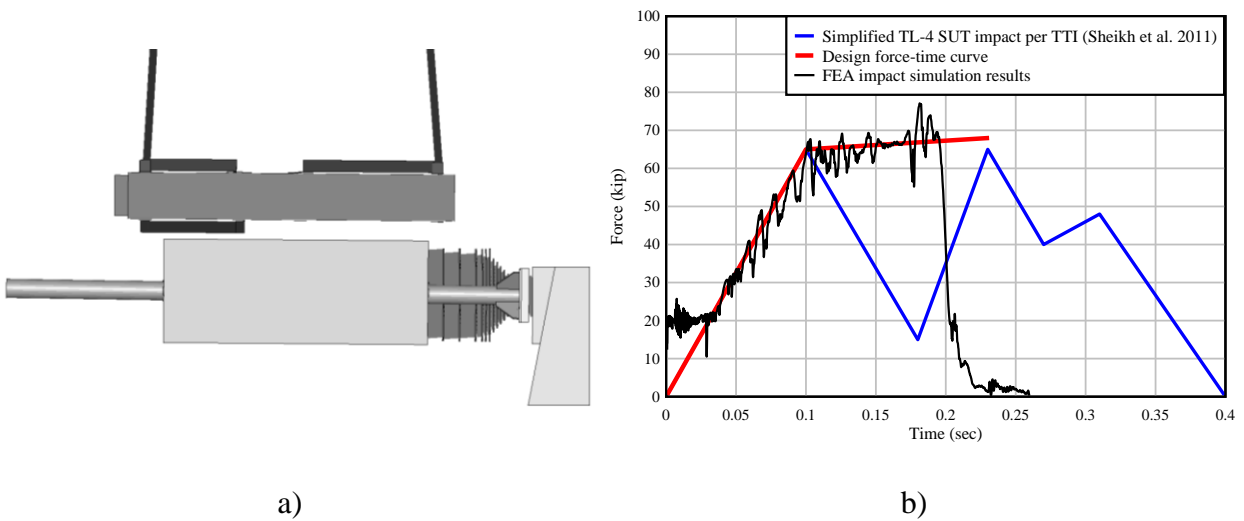 100
90
80
70
60
50
40
30
20
10
0
Force (kip)
Simplified TL-4 SUT impact per TTI (Sheikh et al. 2011)
Design force-time curve
FEA impact simulation results
0 0.05 0.1 0.15 0.2 0.25 0.3 0.35 0.4
Time (sec)
a) b)